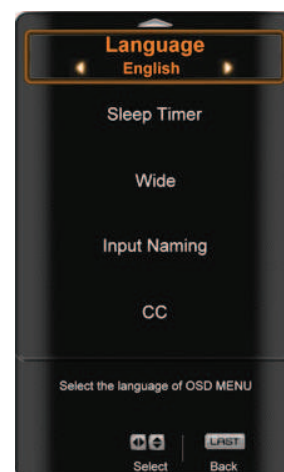 Language
English
Sleep Timer
Wide
Input Naming
CC
Select the language of OSD MENU
LAST
Select Back